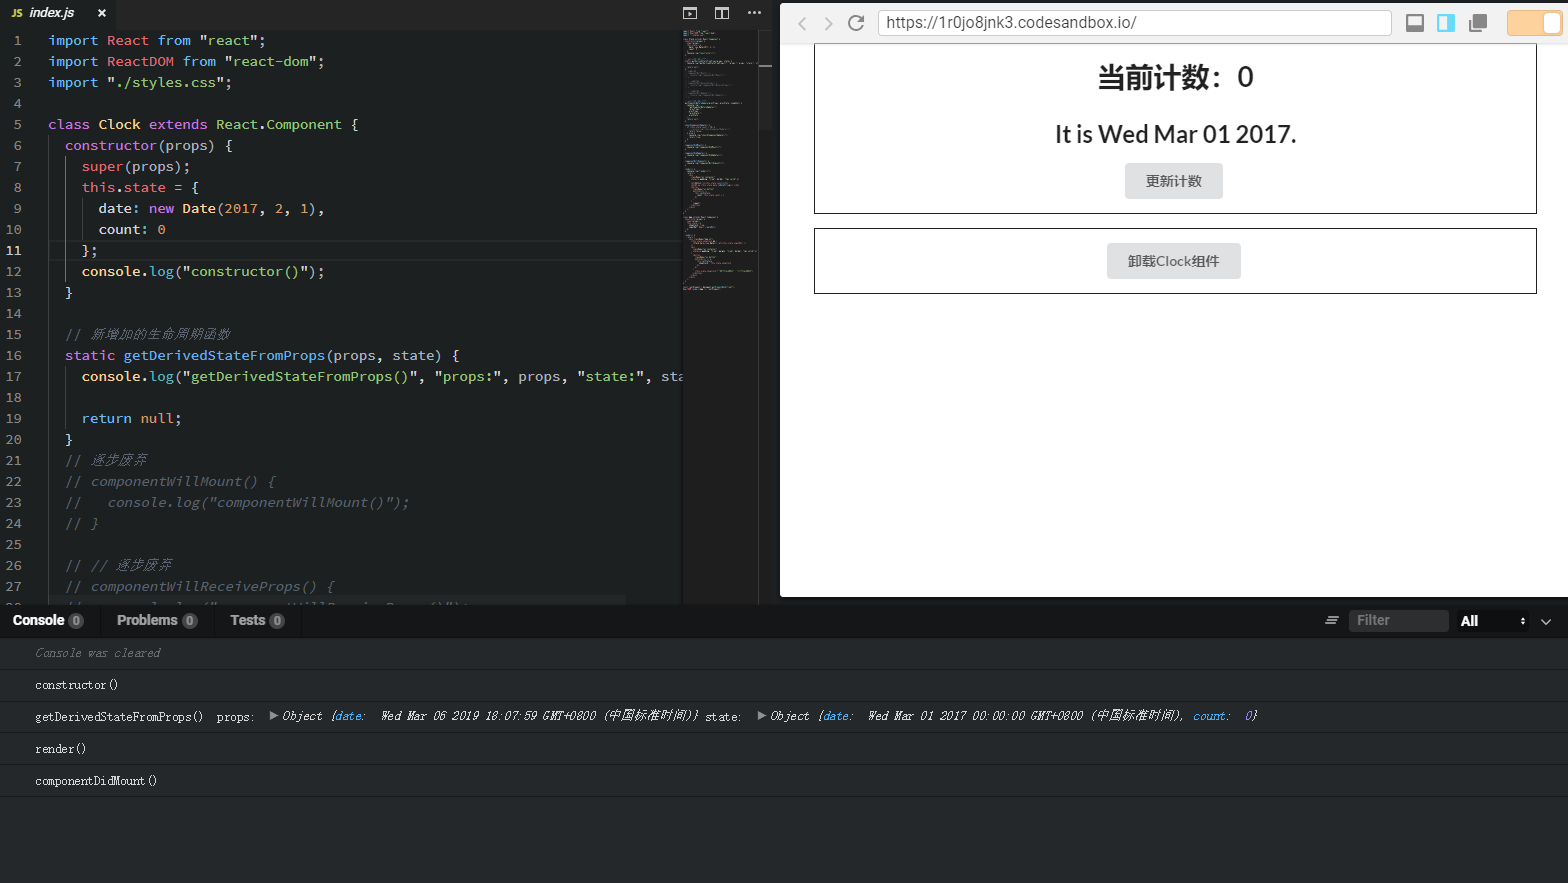 JS index.js ×
1 import React from "react";
2 import ReactDOM from "react-dom";
3 import "./styles.css";
4
5 class Clock extends React.Component {
6 constructor(props) {
7 super(props);
8 this.state = {
9 date: new Date(2017, 2, 1),
10 count: 0
11 };
12 console.log("constructor()");
13 }
14
15 // 新增加的生命周期函数
16 static getDerivedStateFromProps(props, state) {
17 console.log("getDerivedStateFromProps()", "props:", props, "state:", sta
18
19 return null;
20 }
21 // 逐步废弃
22 // componentWillMount() {
23 //   console.log("componentWillMount()");
24 // }
25
26 // // 逐步废弃
27 // componentWillReceiveProps() {
https://1r0jo8jnk3.codesandbox.io/
当前计数：0
It is Wed Mar 01 2017.
更新计数
卸载Clock组件
Console 0 Problems 0 Tests 0 Filter All
Console was cleared
constructor()
getDerivedStateFromProps() props: ▶Object {date: Wed Mar 06 2019 18:07:59 GMT+0800 (中国标准时间)} state: ▶Object {date: Wed Mar 01 2017 00:00:00 GMT+0800 (中国标准时间), count: 0}
render()
componentDidMount()